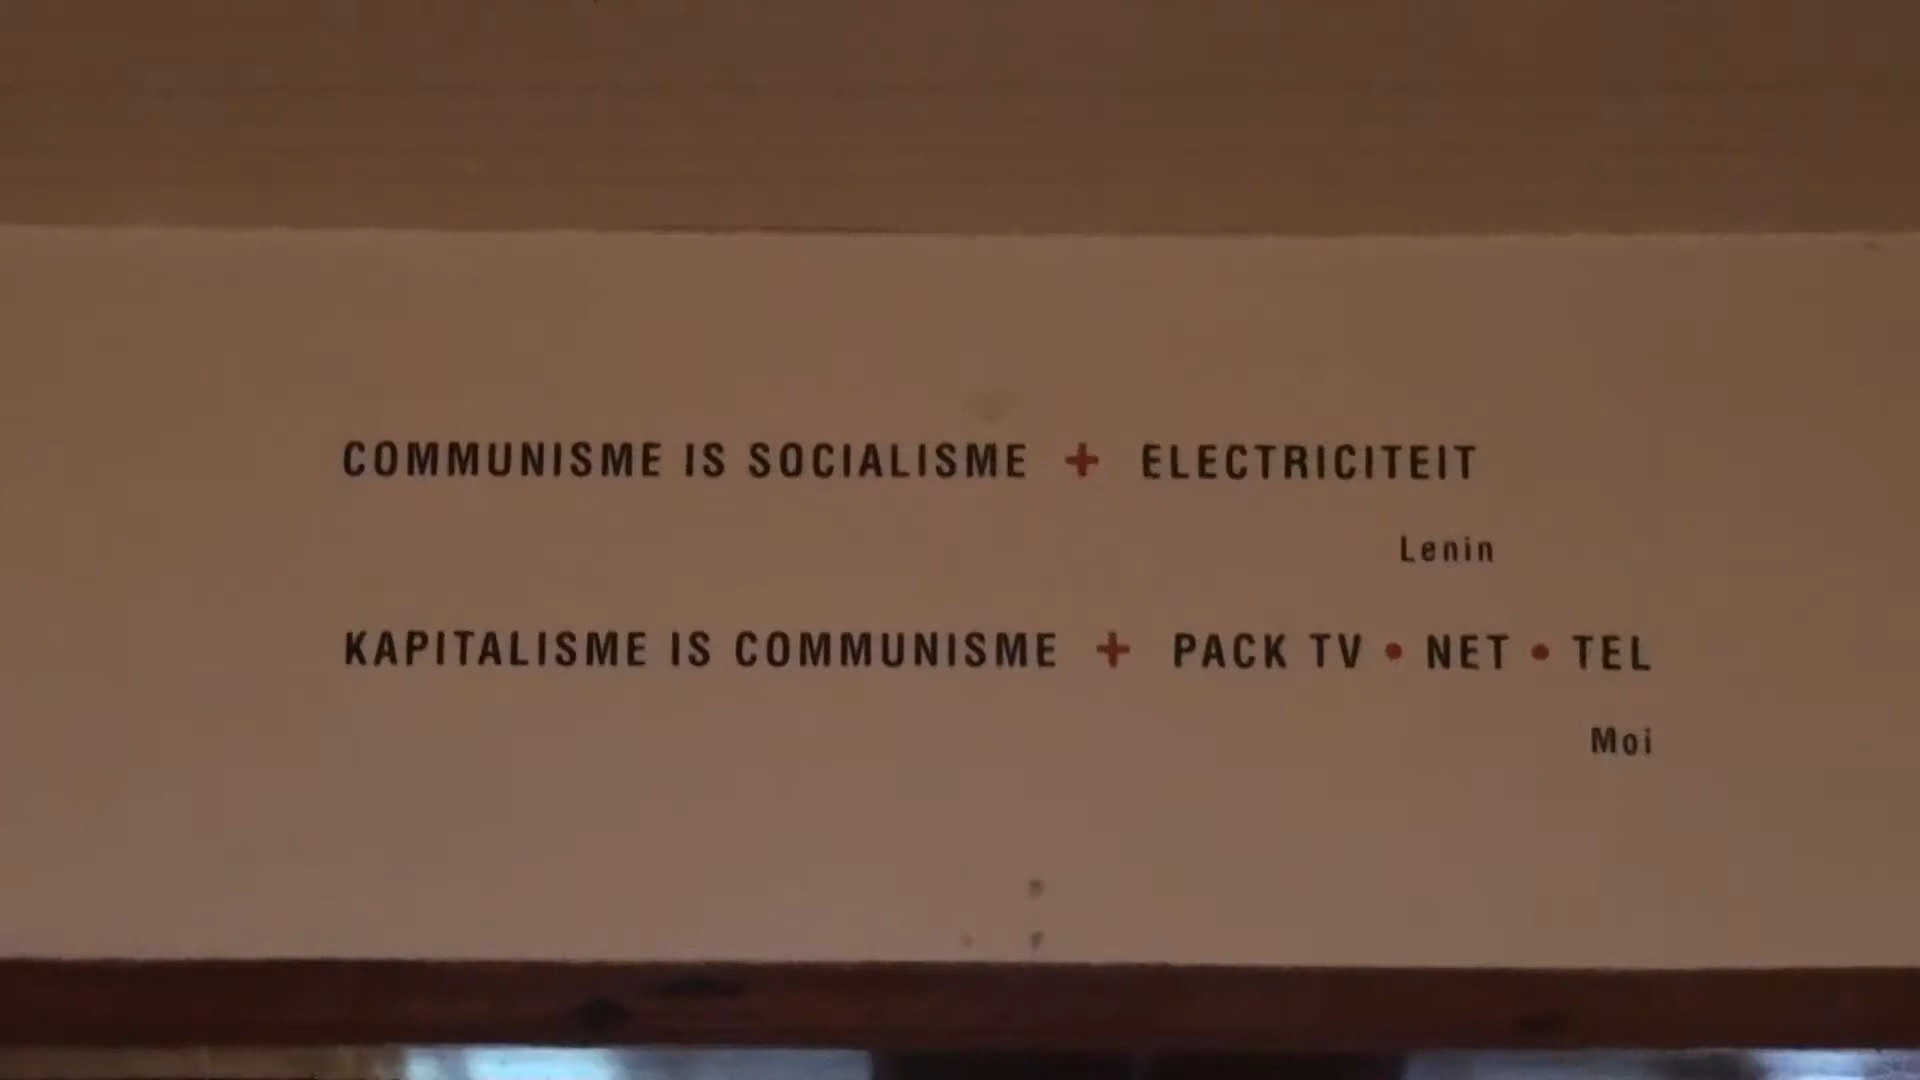 COMMUNISME IS SOCIALISME + ELECTRICITEIT
Lenin
KAPITALISME IS COMMUNISME + PACK TV • NET • TEL
Moi